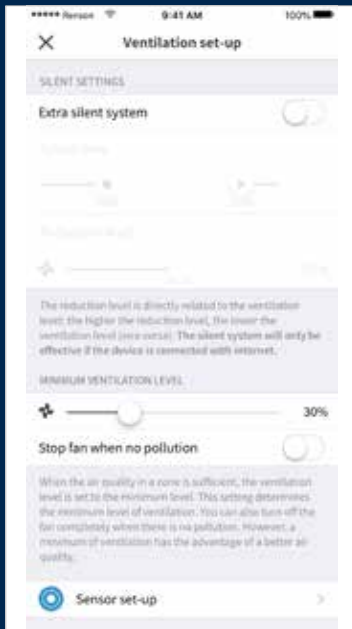 Renson 9:41 AM 100%
Ventilation set-up
SILENT SETTINGS
Extra silent system
The reduction level is directly related to the ventilation
level: the higher the reduction level, the lower the
ventilation level (vice versa). The silent system will only be
effective if the device is connected with internet.
MINIMUM VENTILATION LEVEL
30%
Stop fan when no pollution
When the air quality in a zone is sufficient, the ventilation
level is set to the minimum level. This setting determines
the minimum level of ventilation. You can also turn off the
fan completely when there is no pollution. However, a
minimum of ventilation has the advantage of a better air
quality.
Sensor set-up